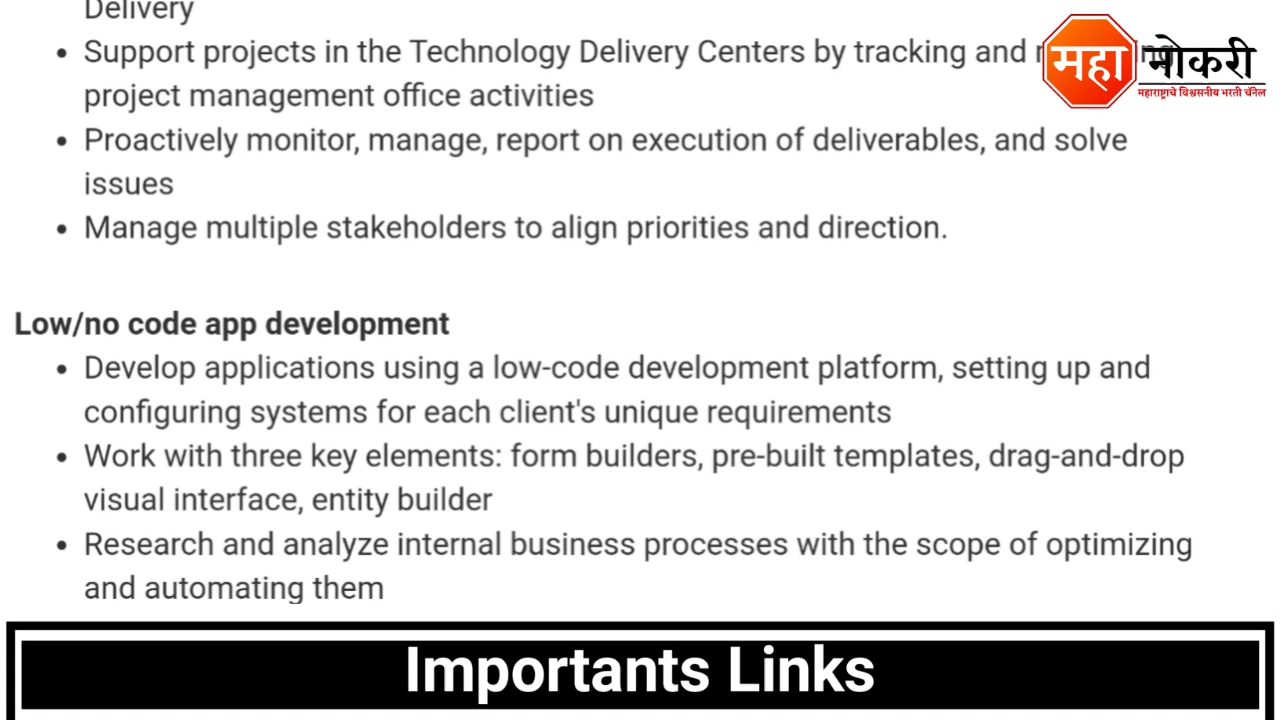 Delivery
Support projects in the Technology Delivery Centers by tracking and
project management office activities
Proactively monitor, manage, report on execution of deliverables, and solve
issues
Manage multiple stakeholders to align priorities and direction.
महा नोकरी
महाराष्ट्राचे विश्वसनीय भरती चॅनेल
Low/no code app development
Develop applications using a low-code development platform, setting up and
configuring systems for each client's unique requirements
Work with three key elements: form builders, pre-built templates, drag-and-drop
visual interface, entity builder
Research and analyze internal business processes with the scope of optimizing
and automating them
Importants Links